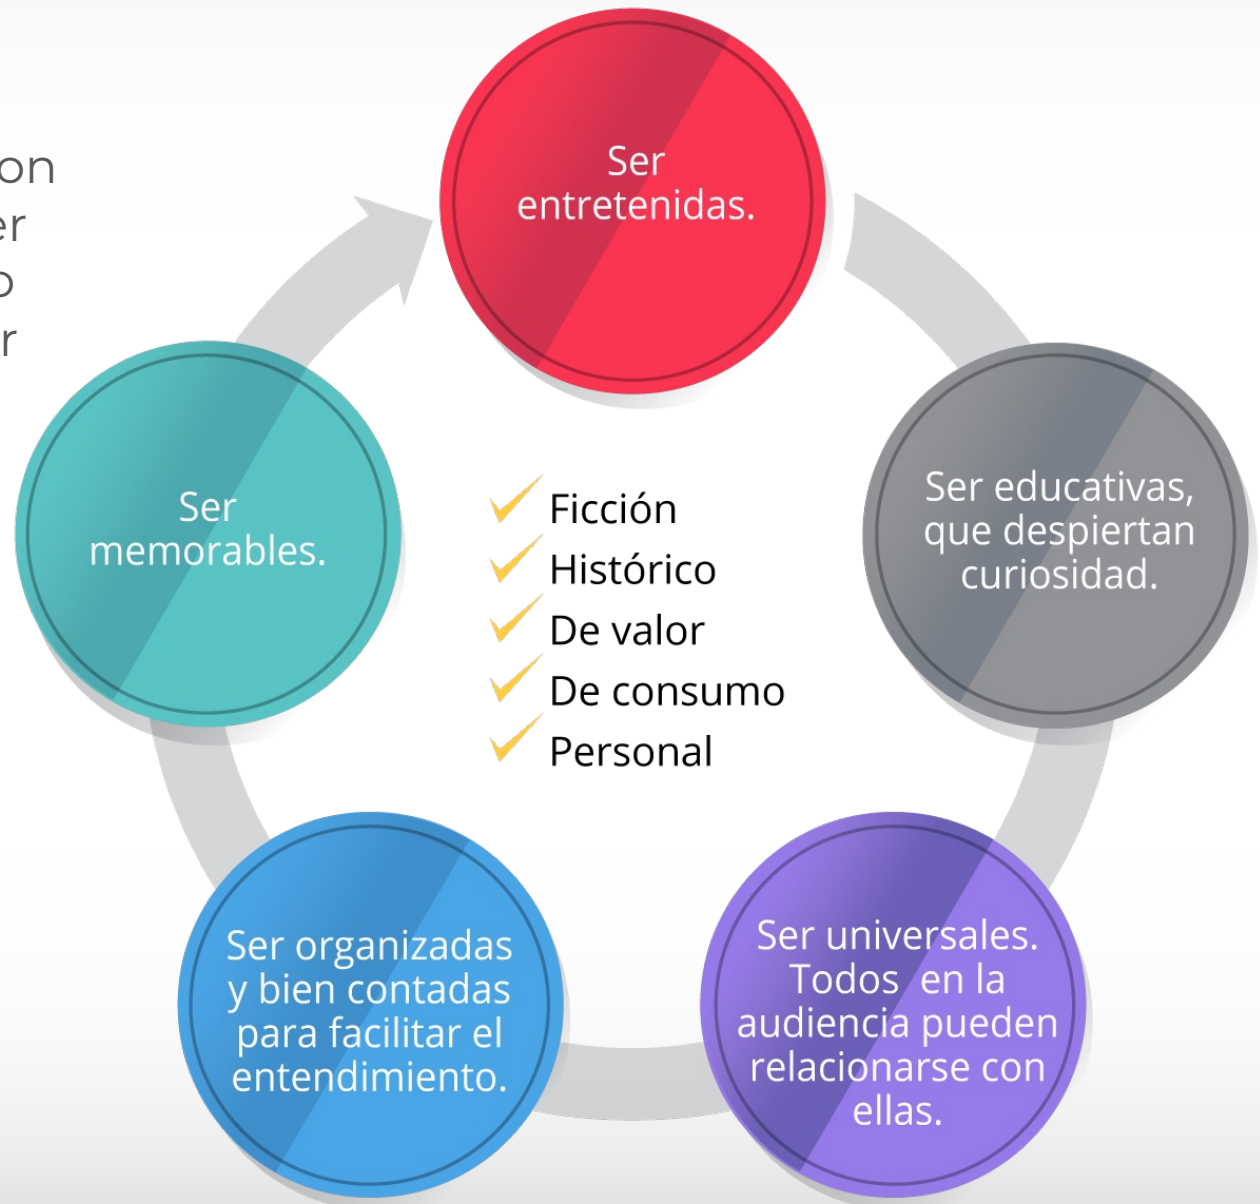 Ser
entretenidas.
Ser educativas,
que despiertan
curiosidad.
Ser universales.
Todos en la
audiencia pueden
relacionarse con
ellas.
Ser organizadas
y bien contadas
para facilitar el
entendimiento.
Ser
memorables.
Ficción
Histórico
De valor
De consumo
Personal